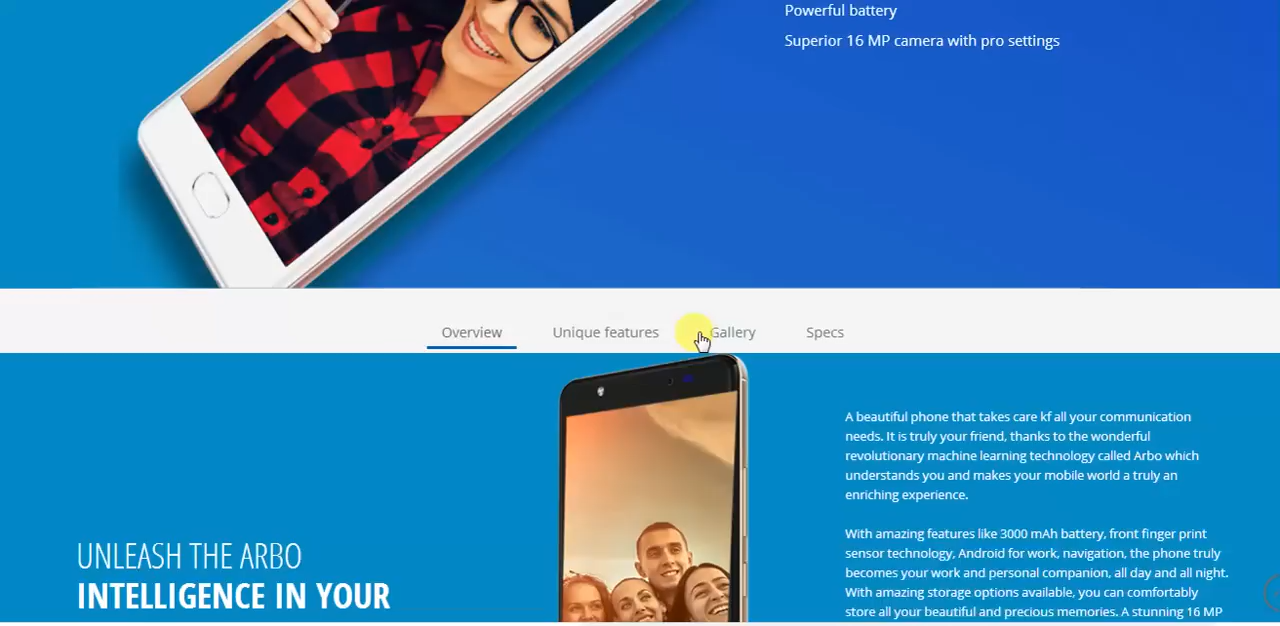 Powerful battery
Superior 16 MP camera with pro settings
Overview
Unique features
Gallery
Specs
A beautiful phone that takes care kf all your communication
needs. It is truly your friend, thanks to the wonderful
revolutionary machine learning technology called Arbo which
understands you and makes your mobile world a truly an
enriching experience.
With amazing features like 3000 mAh battery, front finger print
sensor technology, Android for work, navigation, the phone truly
becomes your work and personal companion, all day and all night.
With amazing storage options available, you can comfortably
store all your beautiful and precious memories. A stunning 16 MP
UNLEASH THE ARBO
INTELLIGENCE IN YOUR